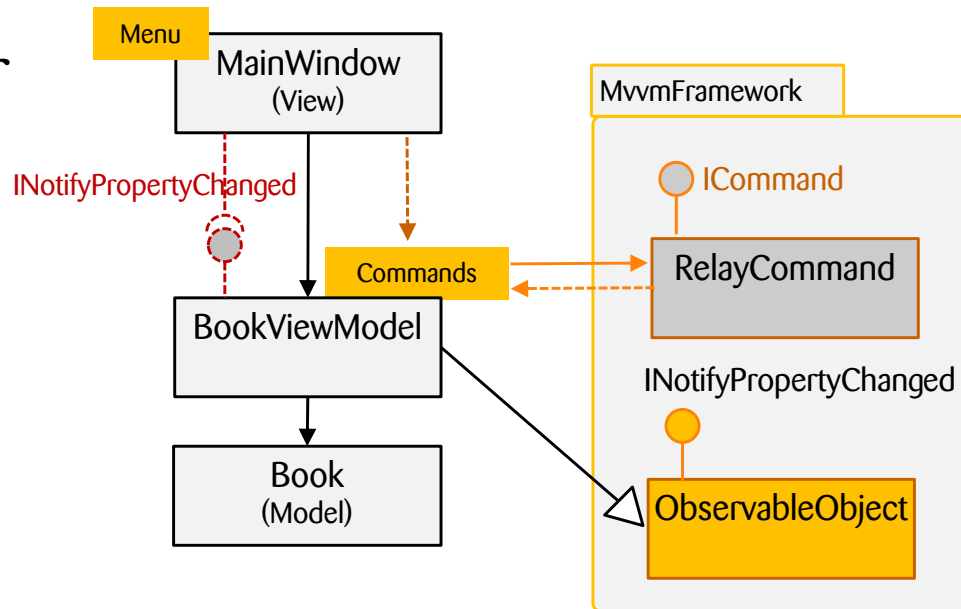 Menu
MainWindow
(View)
MvvmFramework
INotifyPropertyChanged
ICommand
Commands
RelayCommand
BookViewModel
INotifyPropertyChanged
Book
(Model)
ObservableObject